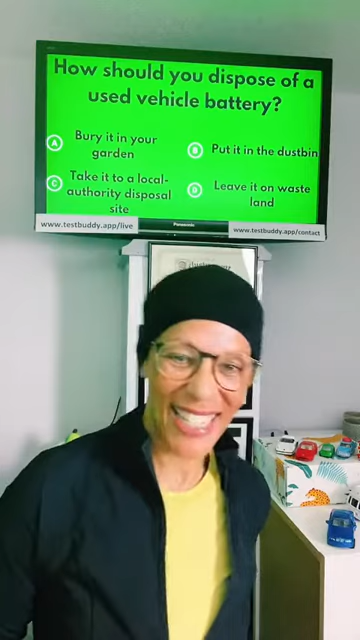 How should you dispose of a
used vehicle battery?
A Bury it in your
garden
B Put it in the dustbin
C Take it to a local-
authority disposal
site
D Leave it on waste
land
www.testbuddy.app/live
Panasonic
www.testbuddy.app/contact